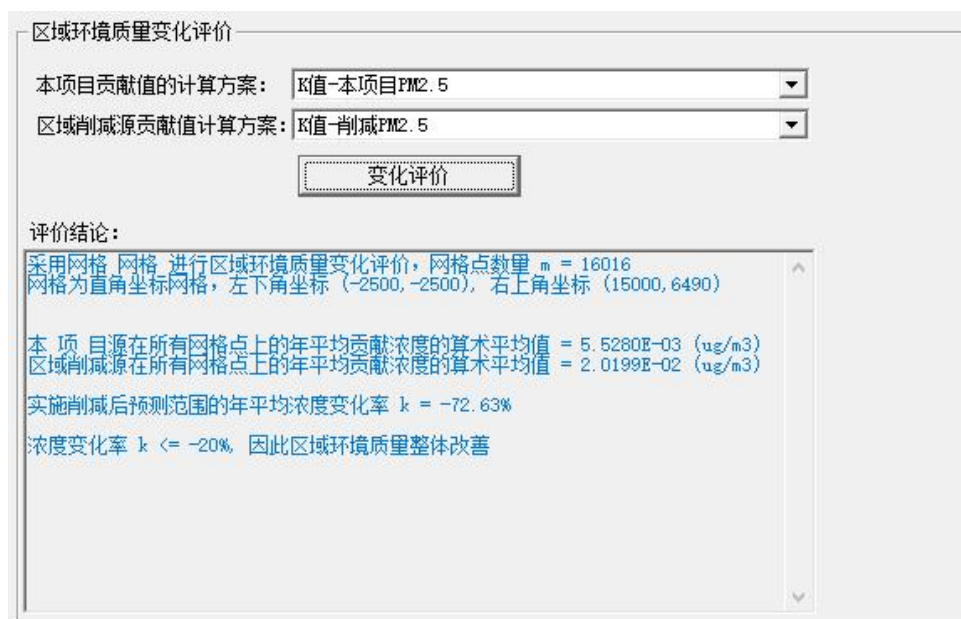 区域环境质量变化评价
本项目贡献值的计算方案： K值-本项目PM2.5
区域削减源贡献值计算方案： K值-削减PM2.5
变化评价
评价结论：
采用网格 网格 进行区域环境质量变化评价，网格点数量 m = 16016
网格为直角坐标网格，左下角坐标 (-2500,-2500), 右上角坐标 (15000,6490)
本 项 目源在所有网格点上的年平均贡献浓度的算术平均值 = 5.5280E-03 (ug/m3)
区域削减源在所有网格点上的年平均贡献浓度的算术平均值 = 2.0199E-02 (ug/m3)
实施削减后预测范围的年平均浓度变化率 k = -72.63%
浓度变化率 k <= -20%, 因此区域环境质量整体改善